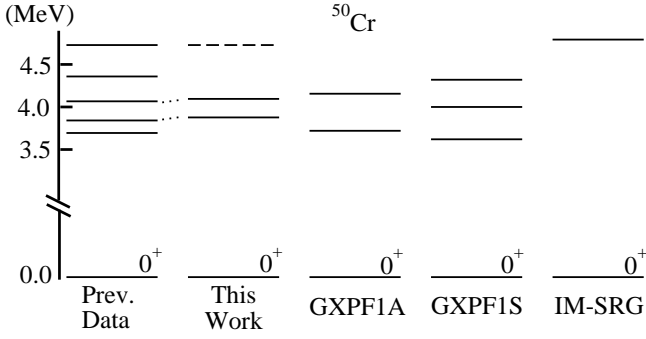 (MeV)
⁵⁰Cr
4.5
4.0
3.5
0.0
0⁺ 0⁺ 0⁺ 0⁺ 0⁺
Prev. Data
This Work
GXPF1A
GXPF1S
IM-SRG